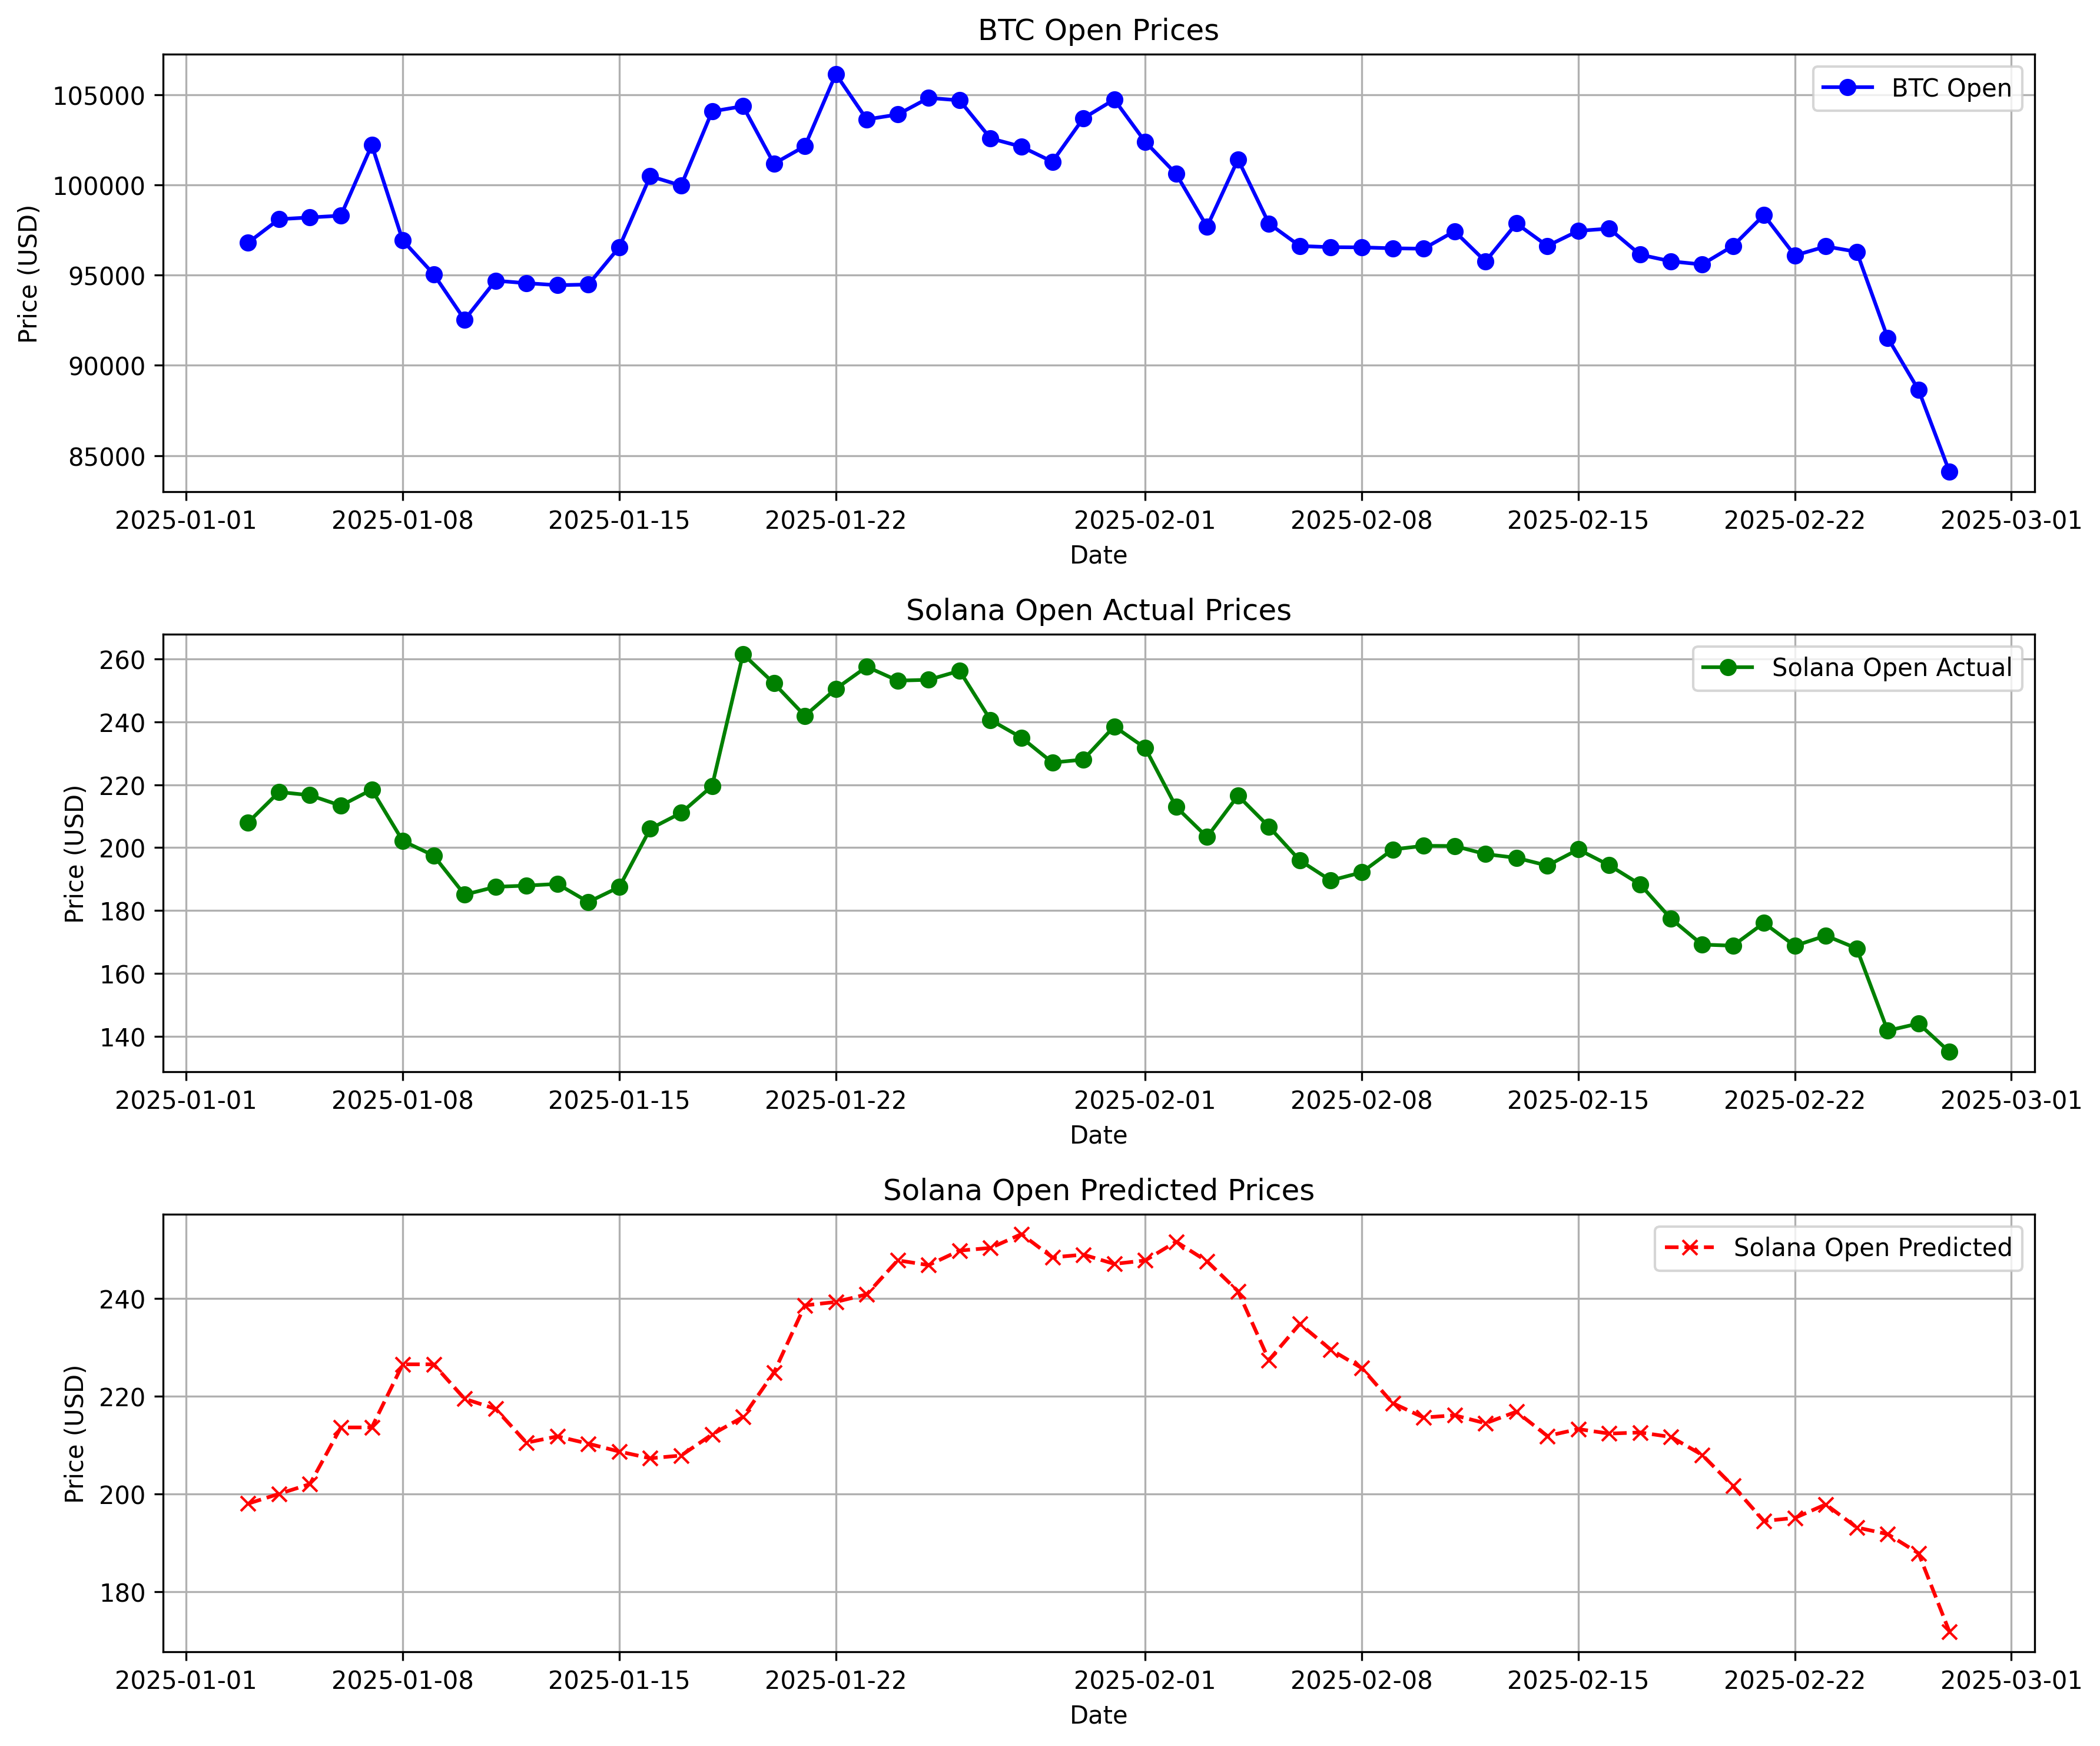 BTC Open Prices
BTC Open
105000
100000
95000
90000
85000
Price (USD)
2025-01-01 2025-01-08 2025-01-15 2025-01-22 2025-02-01 2025-02-08 2025-02-15 2025-02-22 2025-03-01
Date
Solana Open Actual Prices
Solana Open Actual
260
240
220
200
180
160
140
Price (USD)
2025-01-01 2025-01-08 2025-01-15 2025-01-22 2025-02-01 2025-02-08 2025-02-15 2025-02-22 2025-03-01
Date
Solana Open Predicted Prices
Solana Open Predicted
240
220
200
180
Price (USD)
2025-01-01 2025-01-08 2025-01-15 2025-01-22 2025-02-01 2025-02-08 2025-02-15 2025-02-22 2025-03-01
Date